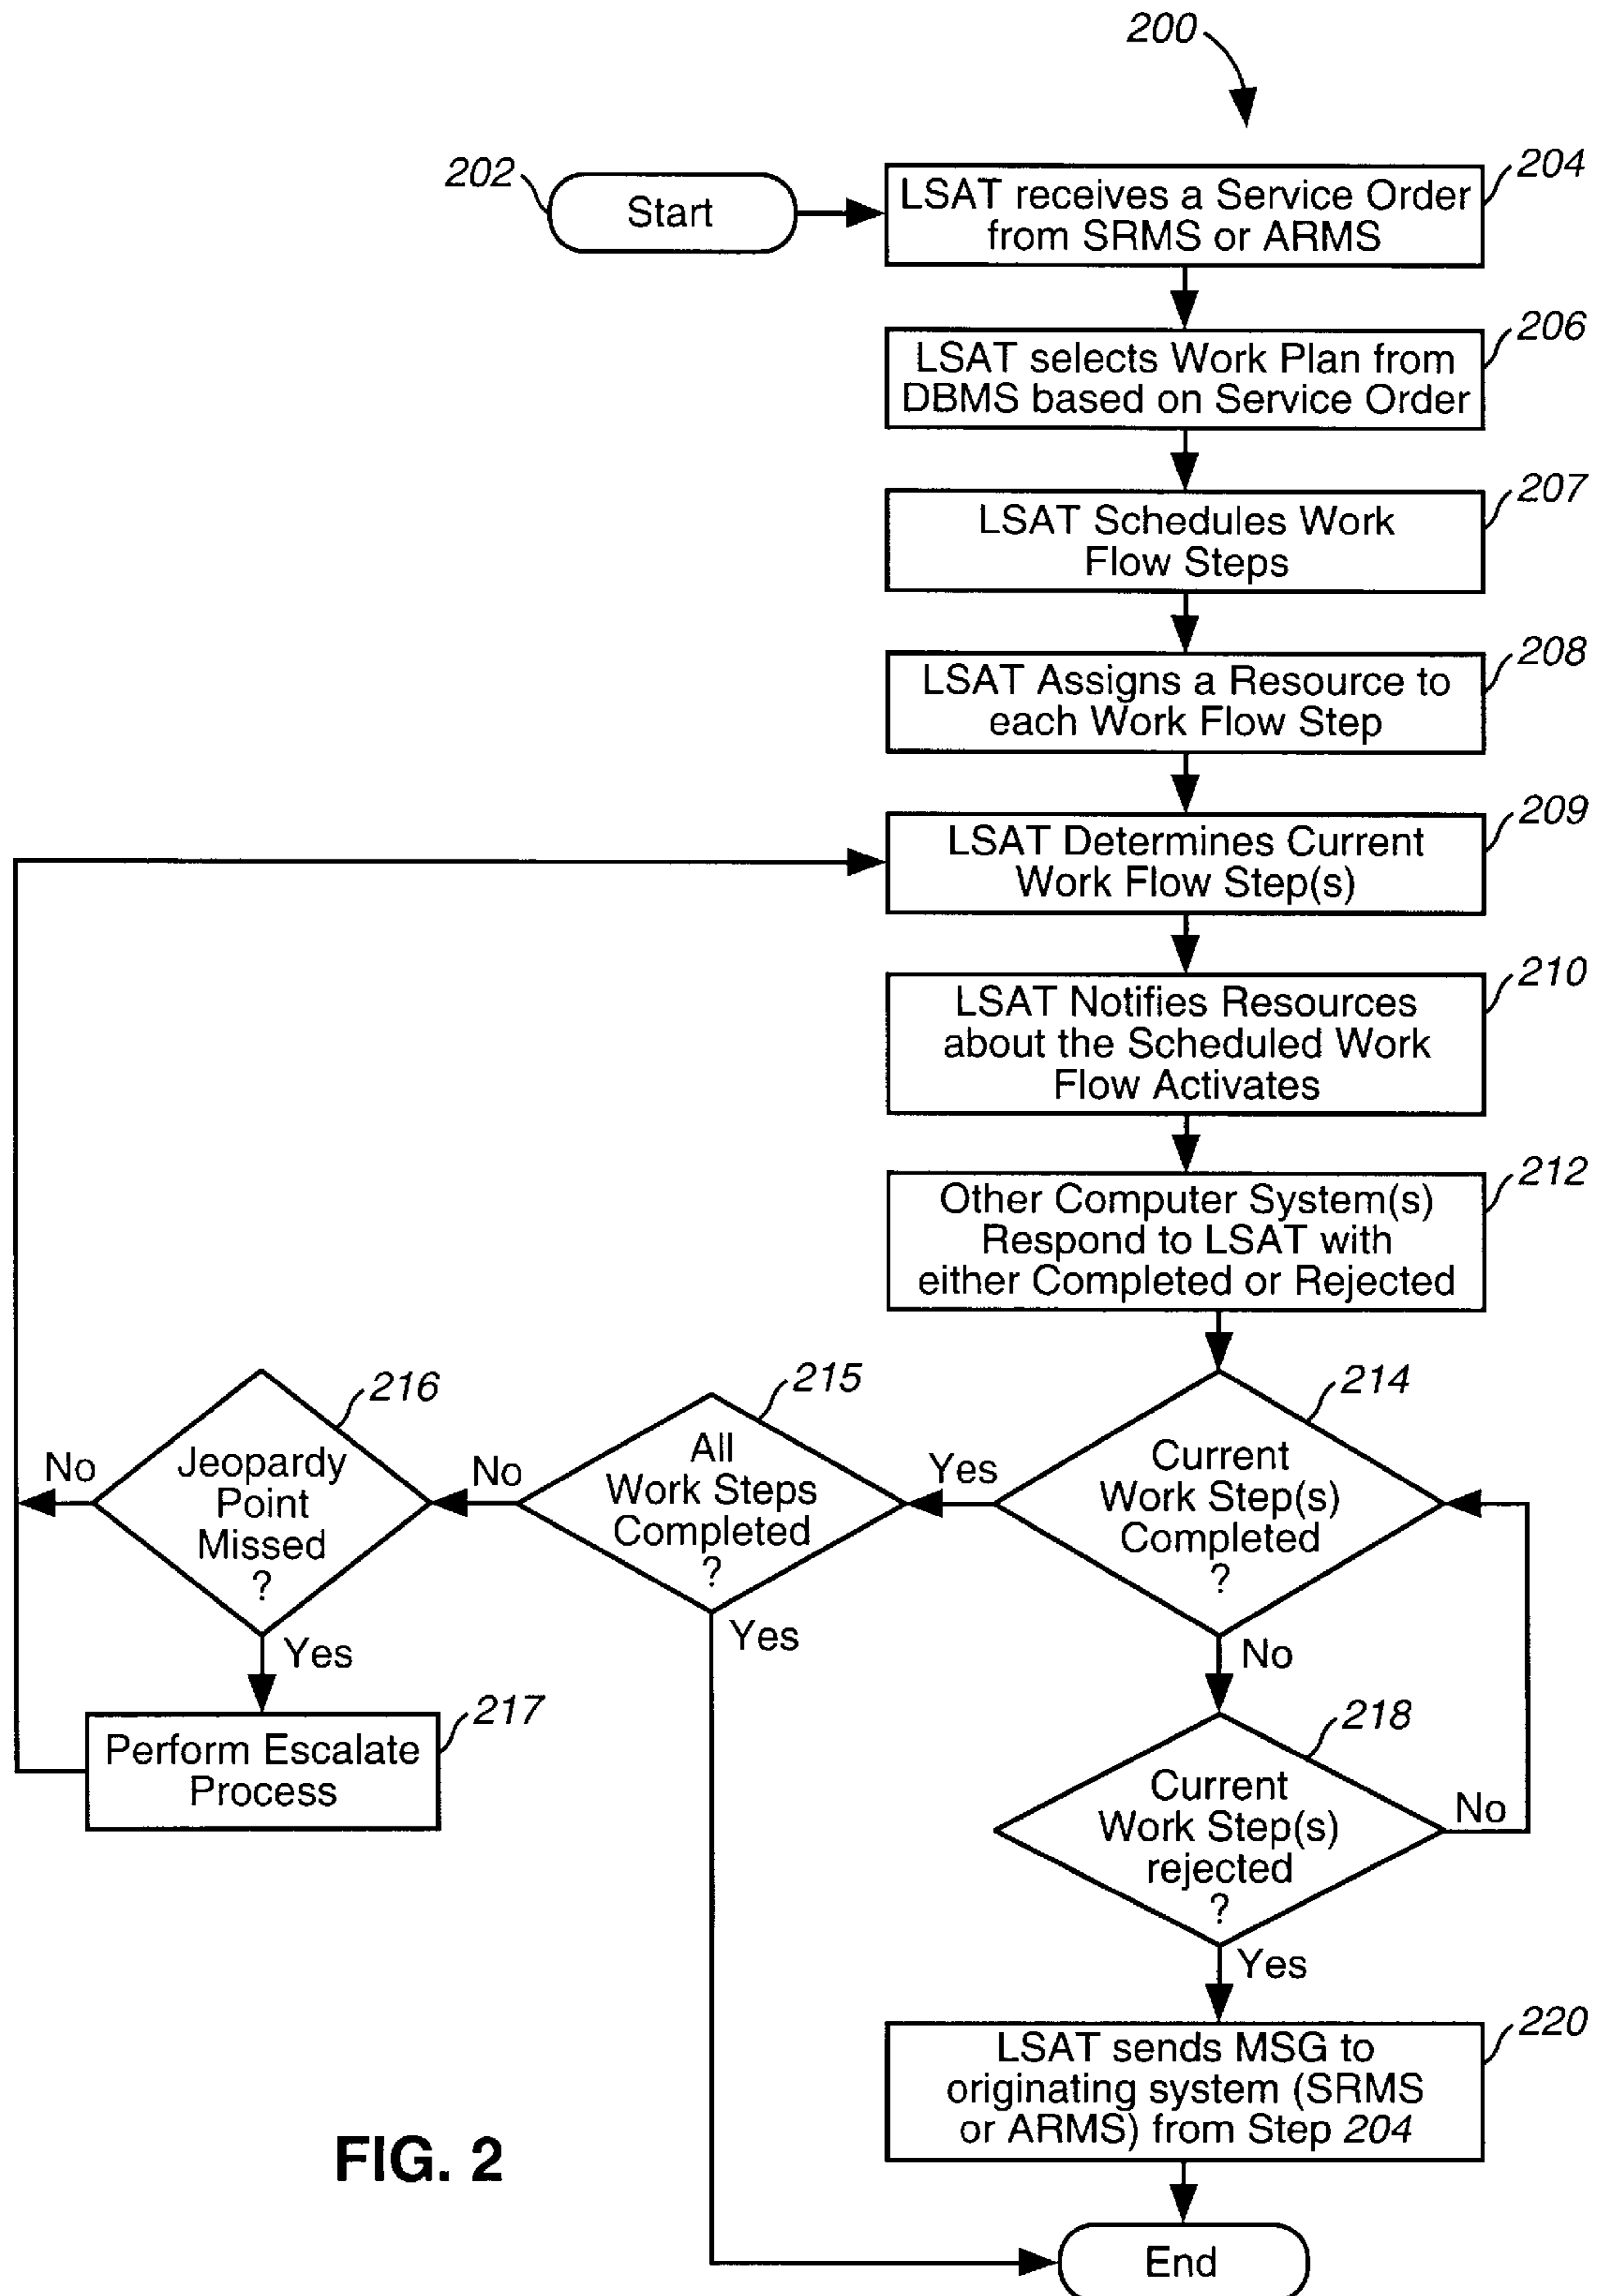 200
202
Start
204
LSAT receives a Service Order
from SRMS or ARMS
206
LSAT selects Work Plan from
DBMS based on Service Order
207
LSAT Schedules Work
Flow Steps
208
LSAT Assigns a Resource to
each Work Flow Step
209
LSAT Determines Current
Work Flow Step(s)
210
LSAT Notifies Resources
about the Scheduled Work
Flow Activates
212
Other Computer System(s)
Respond to LSAT with
either Completed or Rejected
214
Current
Work Step(s)
Completed
?
Yes
No
215
All
Work Steps
Completed
?
No
Yes
216
Jeopardy
Point
Missed
?
No
Yes
217
Perform Escalate
Process
218
Current
Work Step(s)
rejected
?
No
Yes
220
LSAT sends MSG to
originating system (SRMS
or ARMS) from Step 204
End
FIG. 2